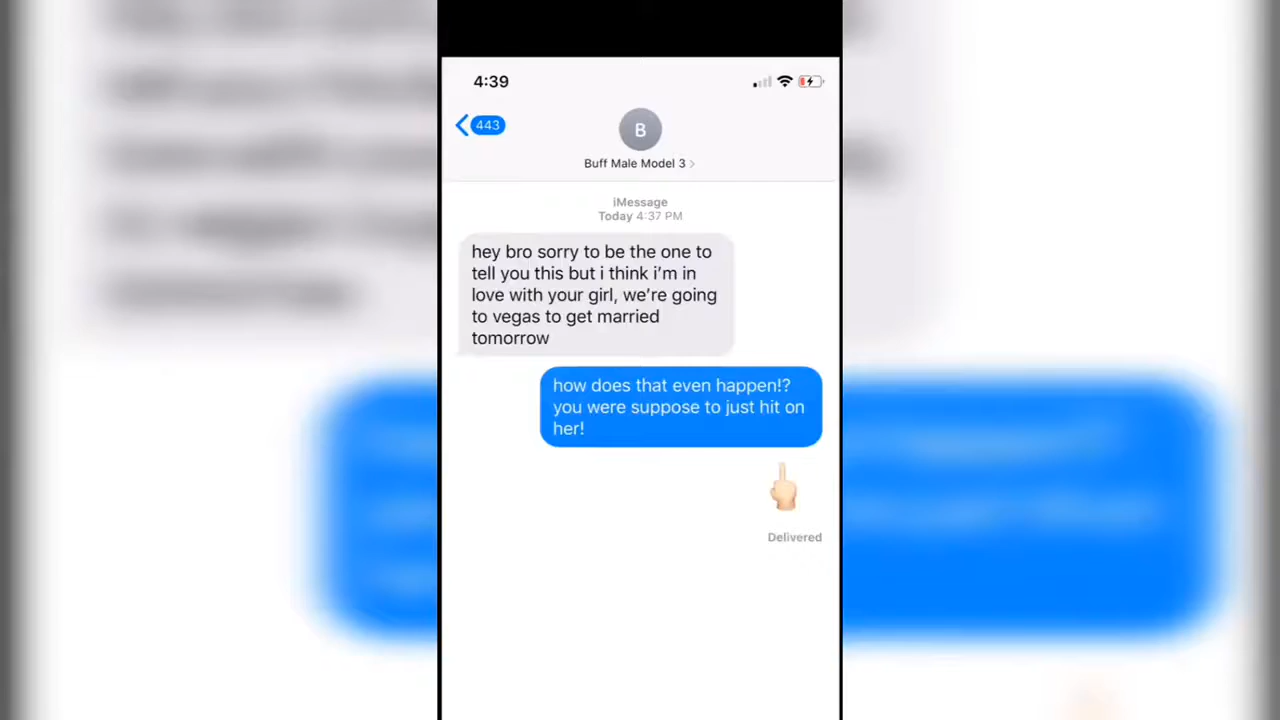 4:39
443
B
Buff Male Model 3
iMessage
Today 4:37 PM
hey bro sorry to be the one to
tell you this but i think i’m in
love with your girl, we’re going
to vegas to get married
tomorrow
how does that even happen!?
you were suppose to just hit on
her!
Delivered